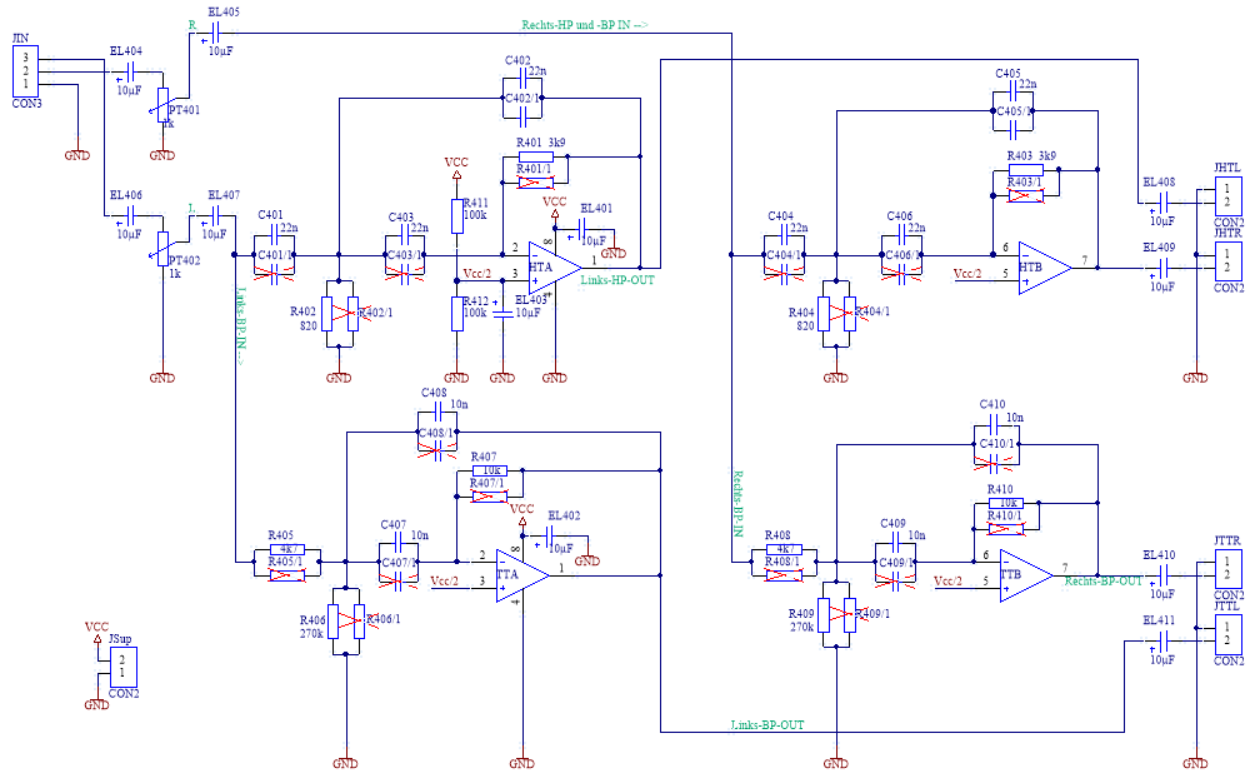 EL405
R
10µF
Rechts-HP und -BP IN -->
JIN
3
2
1
CON3
EL404
10µF
PT401
1k
GND
GND
C402
22n
C402/1
C405
22n
C405/1
R401 3k9
R401/1
R403 3k9
R403/1
VCC
R411
100k
EL406
10µF
EL407
L
10µF
PT402
1k
C401
22n
C401/1
C403
22n
C403/1
VCC
EL401
10µF
GND
8
2
3
HTA
1
4
Vcc/2
Links-HP-OUT
C404
22n
C404/1
C406
22n
C406/1
6
5
HTB
7
Vcc/2
EL408
10µF
JHTL
1
2
CON2
JHTR
EL409
10µF
1
2
CON2
R402
820
R402/1
R412
100k
EL403
10µF
R404
820
R404/1
Links-BP-IN -->
GND
GND
GND
GND
GND
GND
GND
C408
10n
C408/1
C410
10n
C410/1
R407
10k
R407/1
R410
10k
R410/1
VCC
EL402
10µF
GND
Rechts-BP-IN
R405
4k7
R405/1
C407
10n
C407/1
8
2
3
TTA
1
4
Vcc/2
R408
4k7
R408/1
C409
10n
C409/1
6
5
TTB
7
Vcc/2
Rechts-BP-OUT
EL410
10µF
JTTR
1
2
CON2
JTTL
EL411
10µF
1
2
CON2
R406
270k
R406/1
R409
270k
R409/1
VCC
JSup
2
1
CON2
GND
Links-BP-OUT
GND
GND
GND
GND